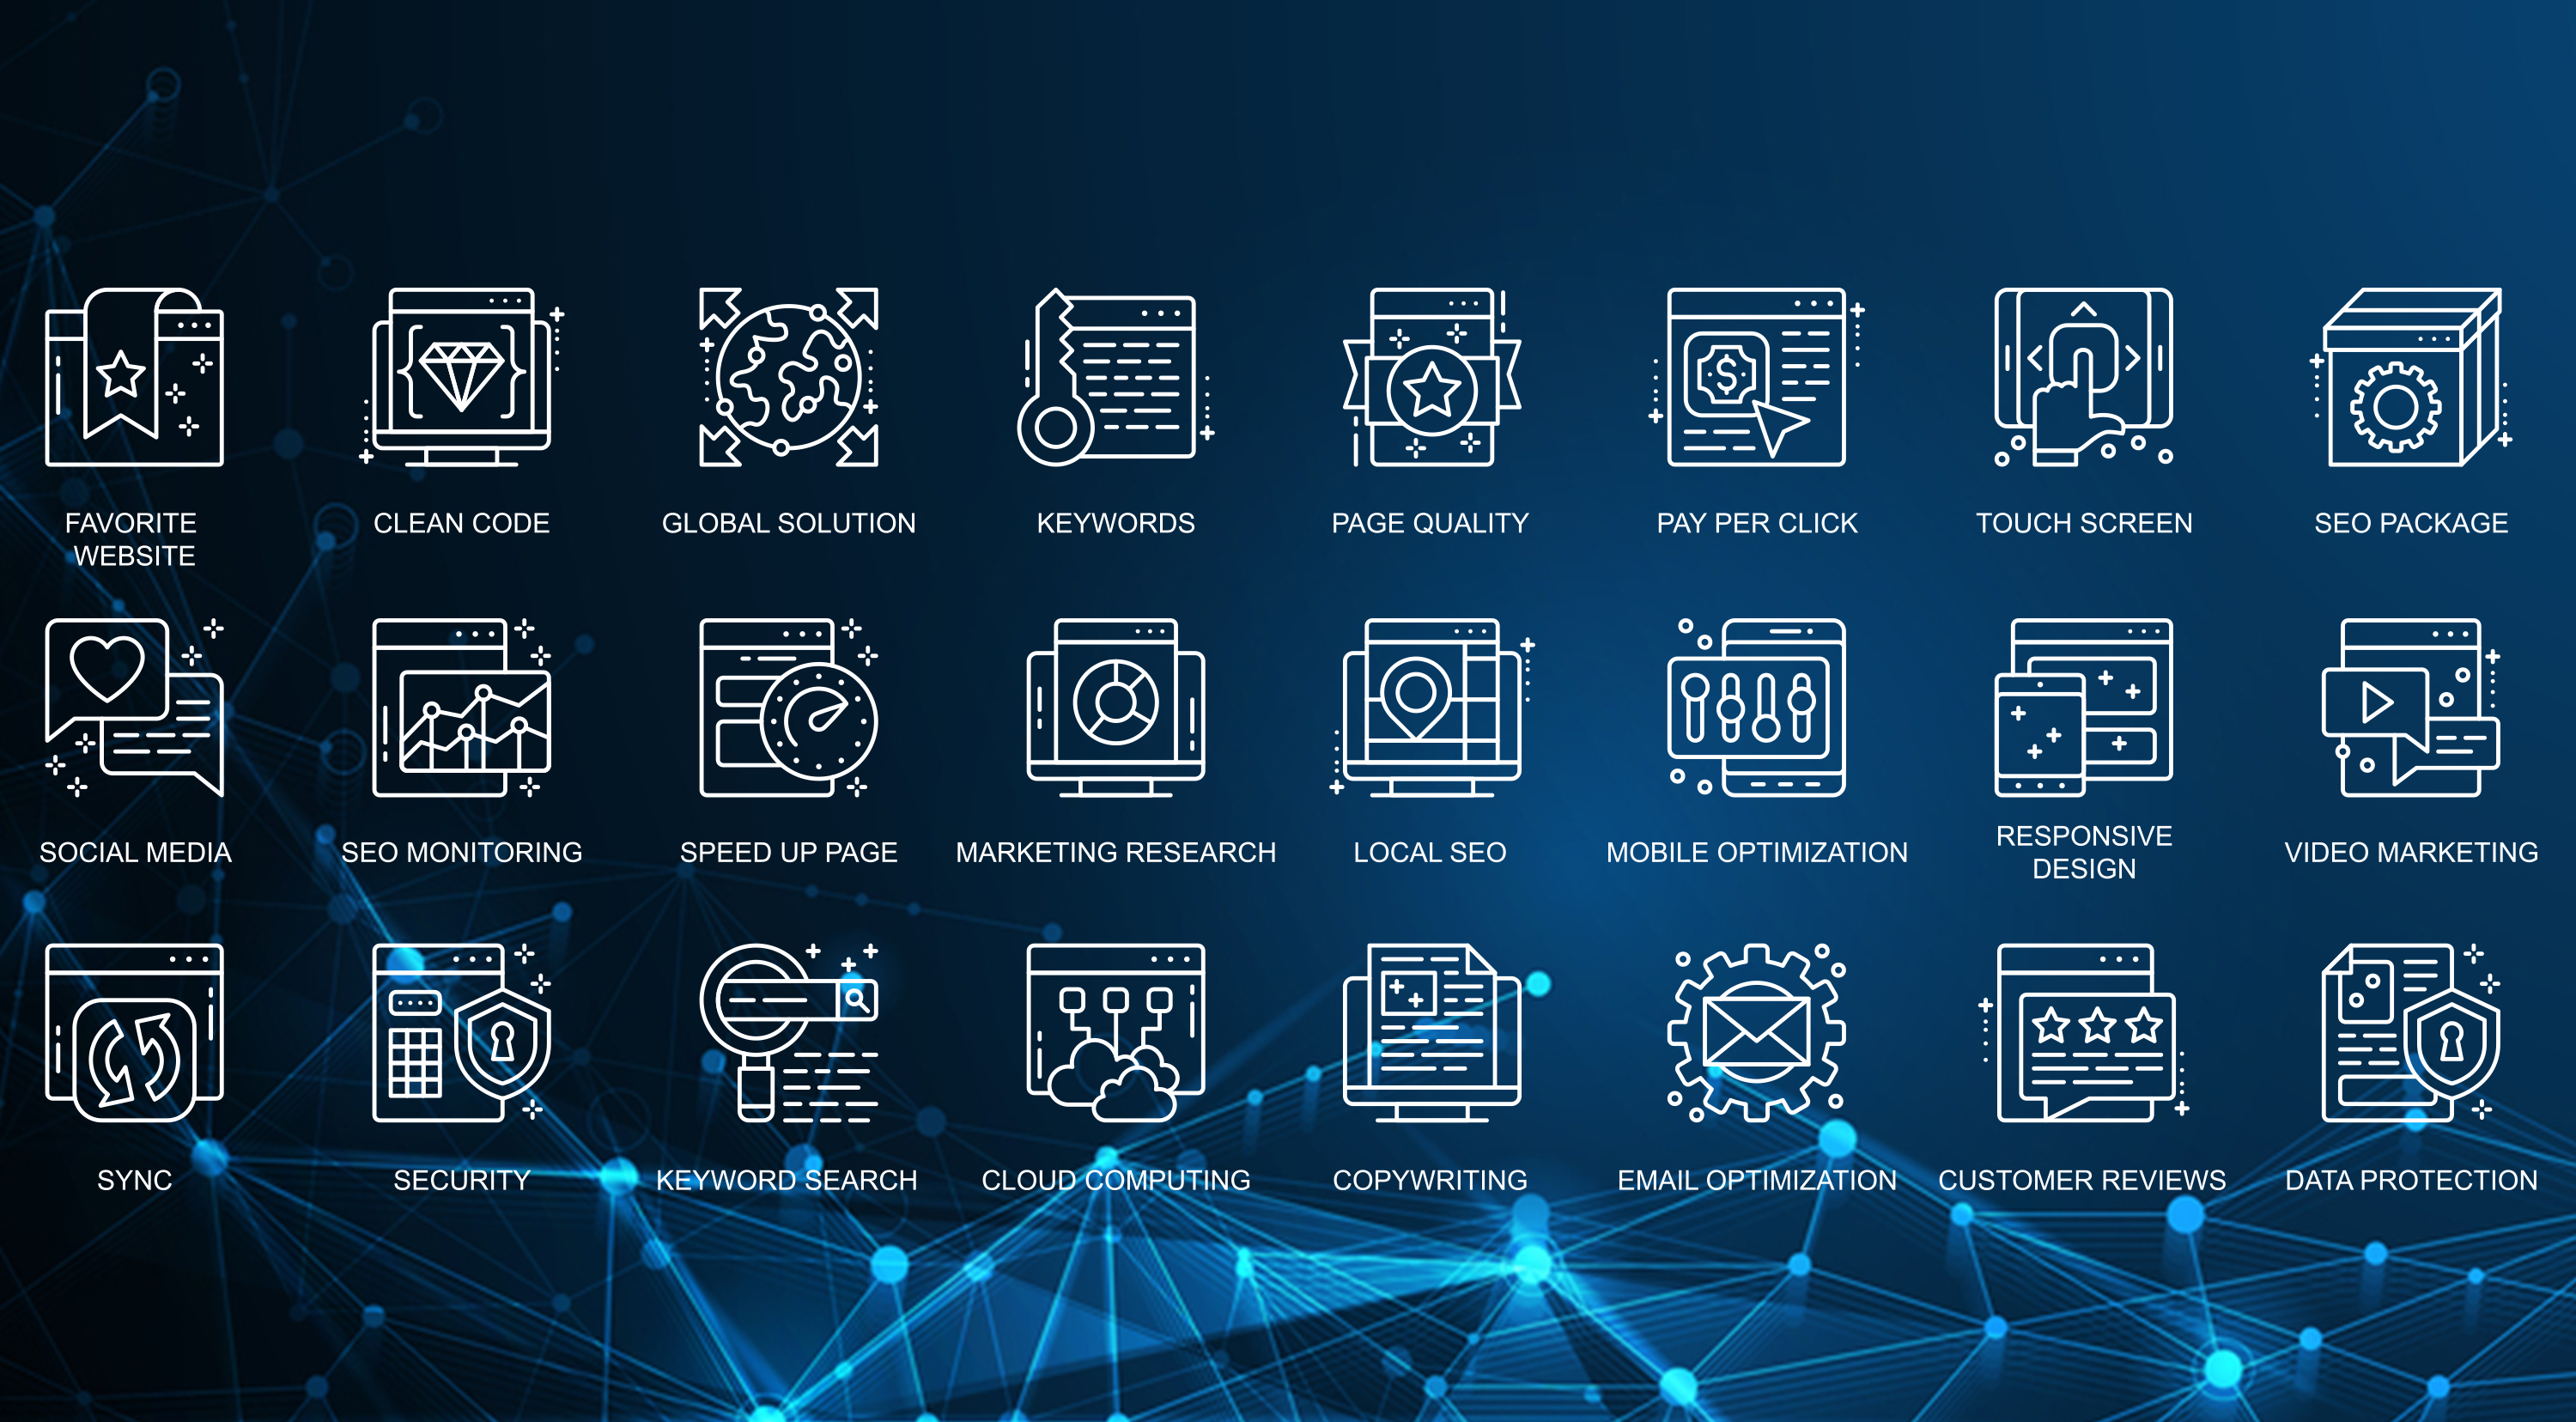 FAVORITE
WEBSITE
CLEAN CODE
GLOBAL SOLUTION
KEYWORDS
PAGE QUALITY
PAY PER CLICK
TOUCH SCREEN
SEO PACKAGE
SOCIAL MEDIA
SEO MONITORING
SPEED UP PAGE
MARKETING RESEARCH
LOCAL SEO
MOBILE OPTIMIZATION
RESPONSIVE
DESIGN
VIDEO MARKETING
SYNC
SECURITY
KEYWORD SEARCH
CLOUD COMPUTING
COPYWRITING
EMAIL OPTIMIZATION
CUSTOMER REVIEWS
DATA PROTECTION